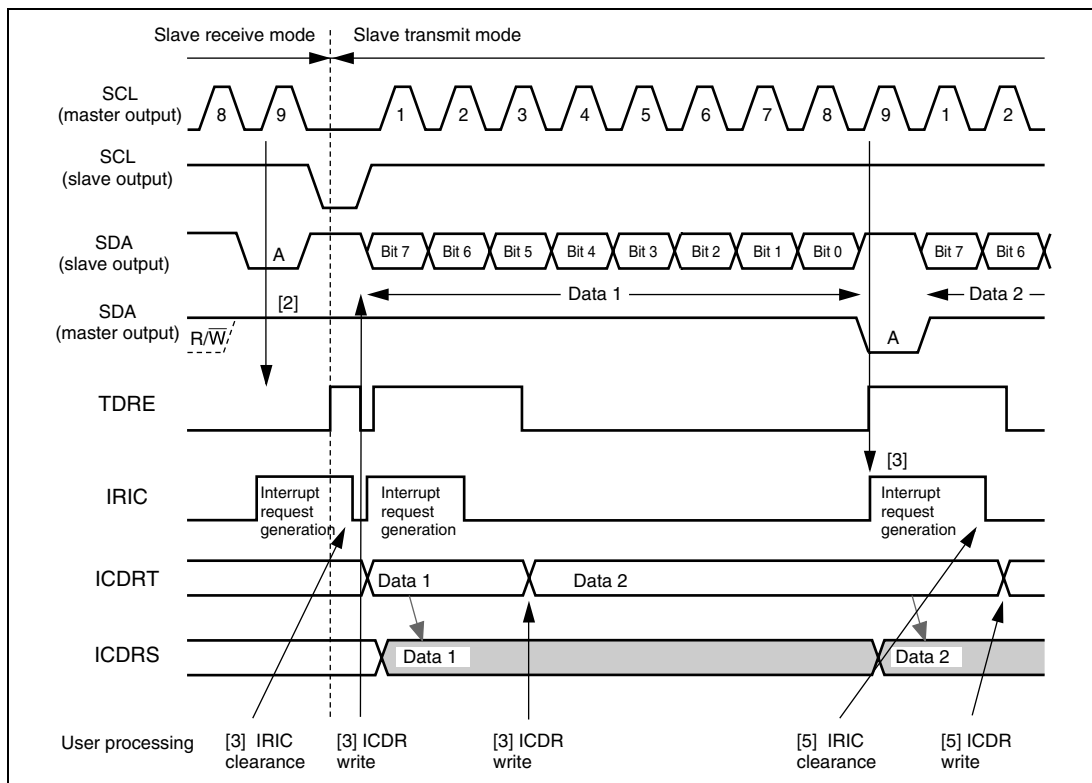 Slave receive mode Slave transmit mode
SCL
(master output)
8 9 1 2 3 4 5 6 7 8 9 1 2
SCL
(slave output)
SDA
(slave output)
A Bit 7 Bit 6 Bit 5 Bit 4 Bit 3 Bit 2 Bit 1 Bit 0 Bit 7 Bit 6
[2] Data 1 Data 2
SDA
(master output)
R/W̅ A
TDRE
[3]
IRIC
Interrupt
request
generation
Interrupt
request
generation
Interrupt
request
generation
ICDRT
Data 1 Data 2
ICDRS
Data 1 Data 2
User processing
[3] IRIC
clearance
[3] ICDR
write
[3] ICDR
write
[5] IRIC
clearance
[5] ICDR
write